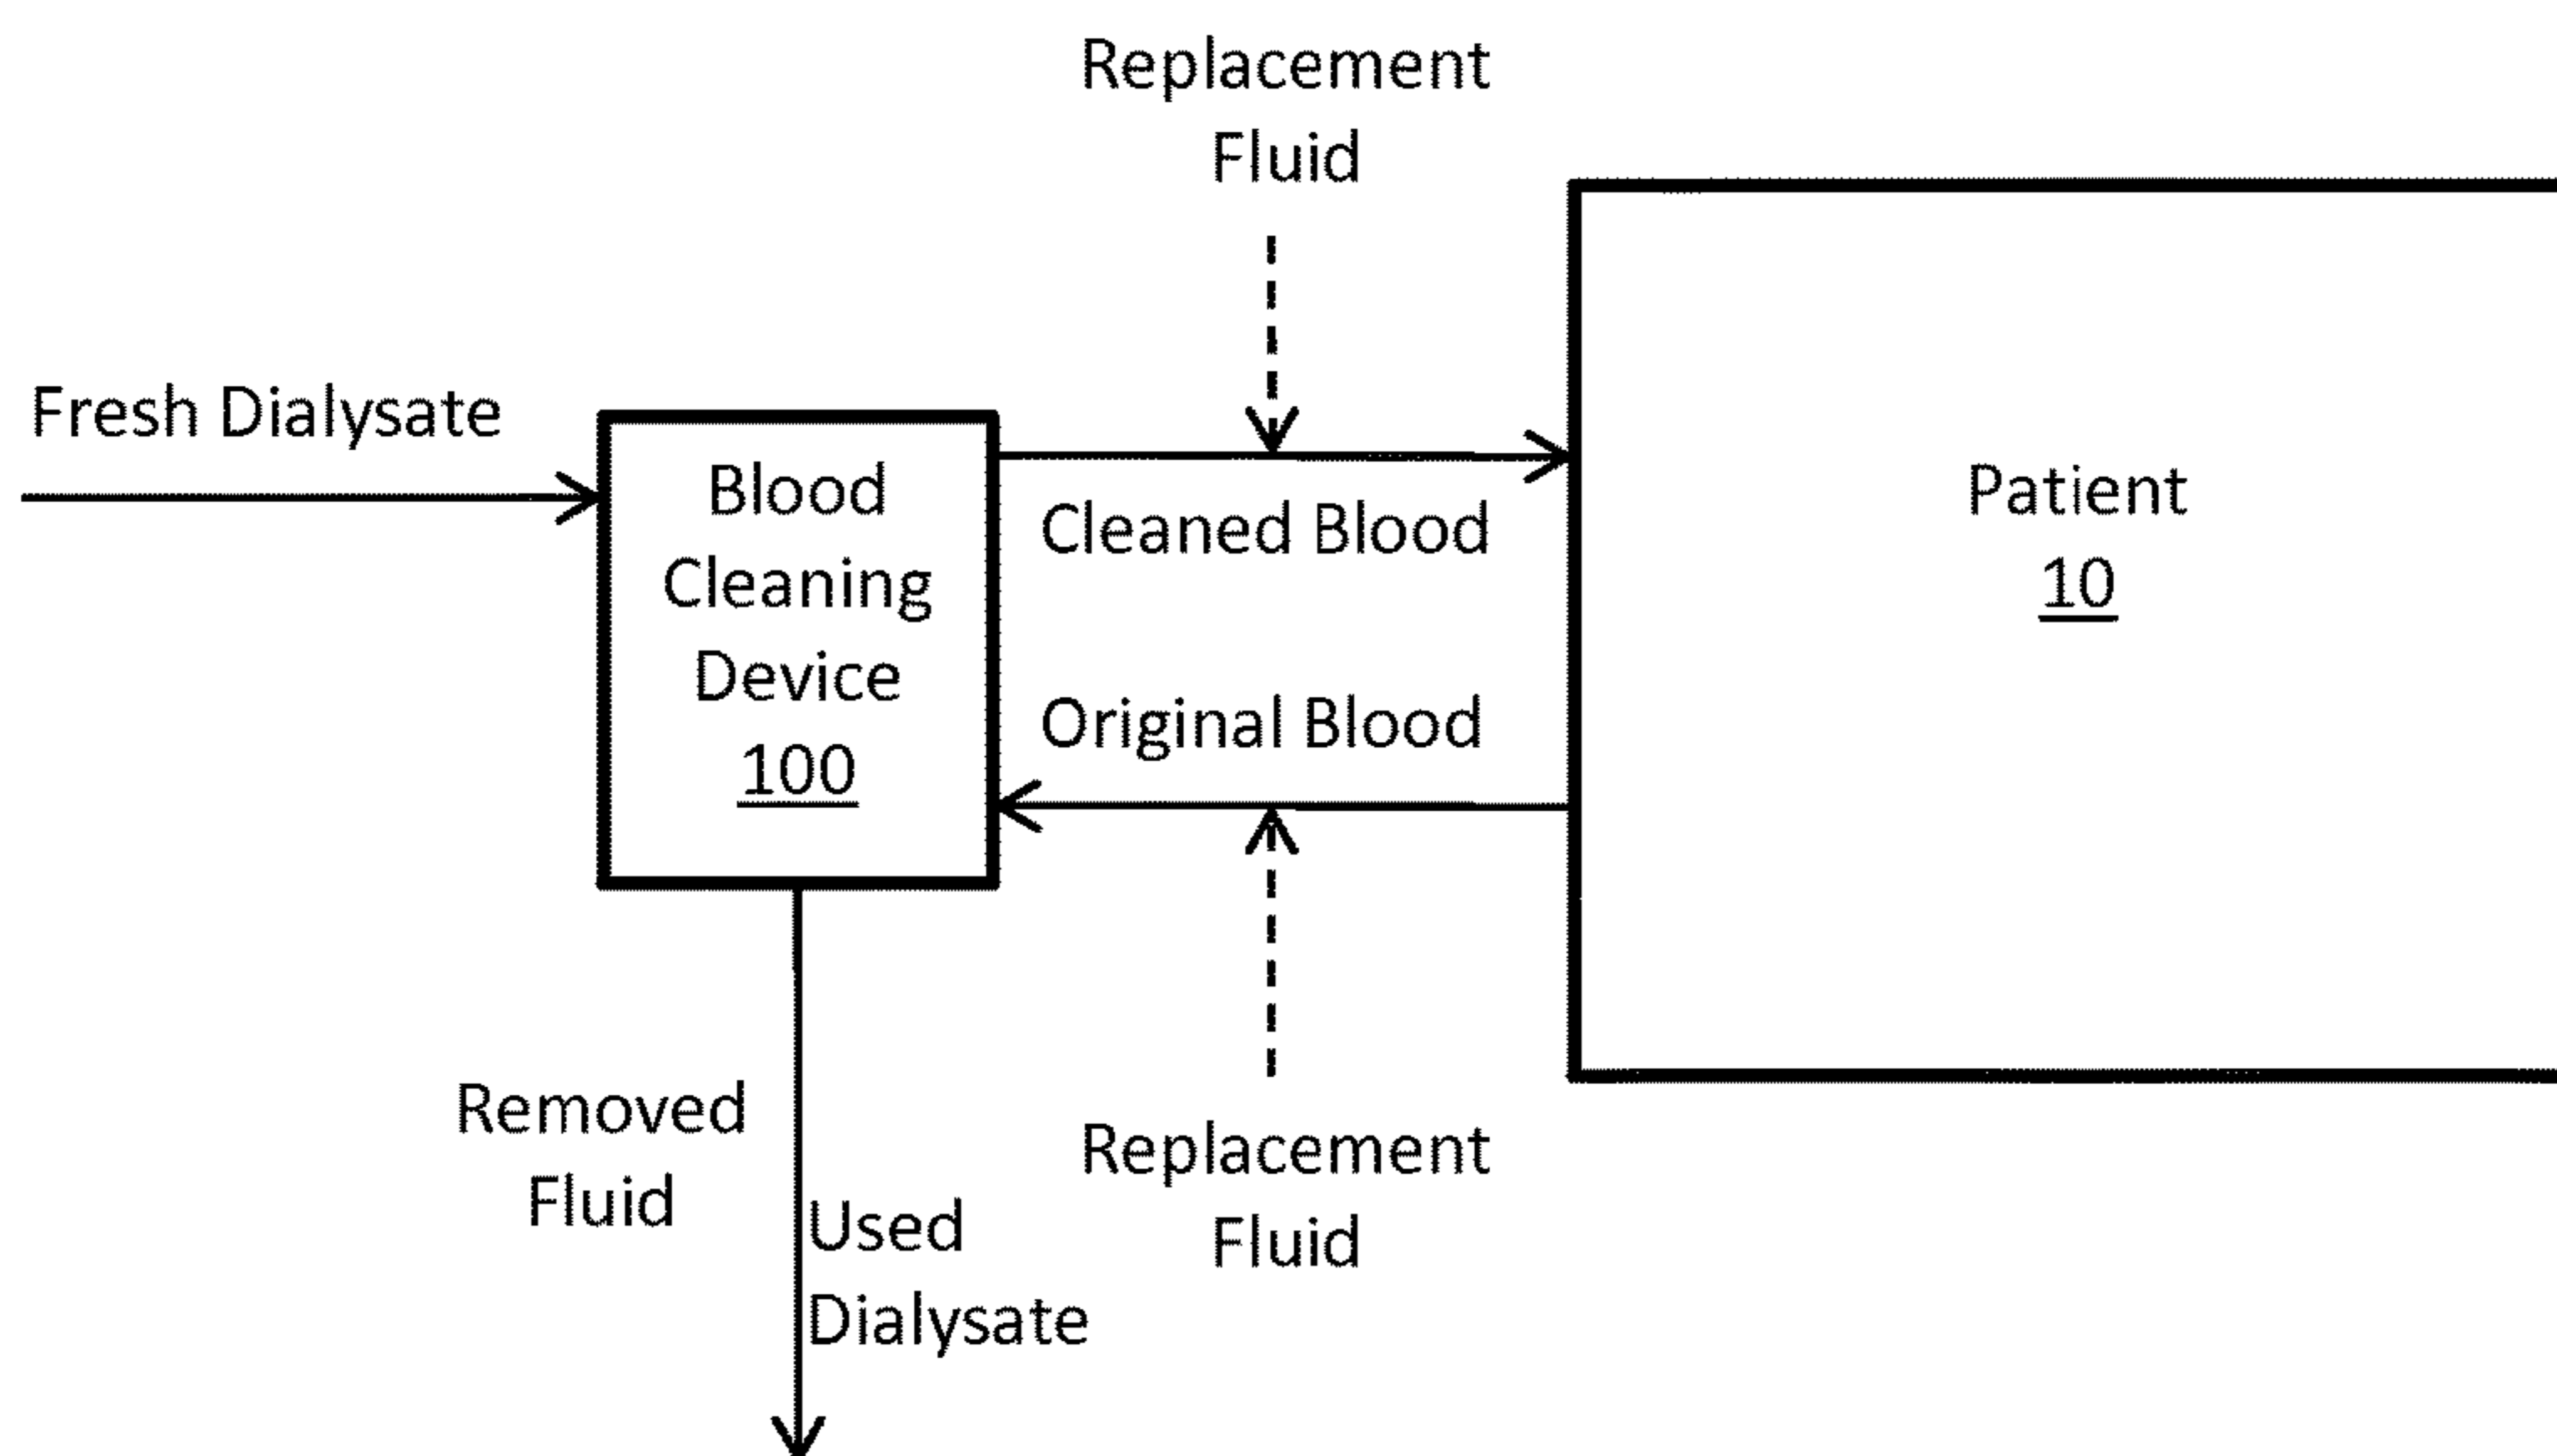 Replacement
Fluid
Fresh Dialysate
Blood
Cleaning
Device
100
Cleaned Blood
Original Blood
Patient
10
Removed
Fluid
Used
Dialysate
Replacement
Fluid